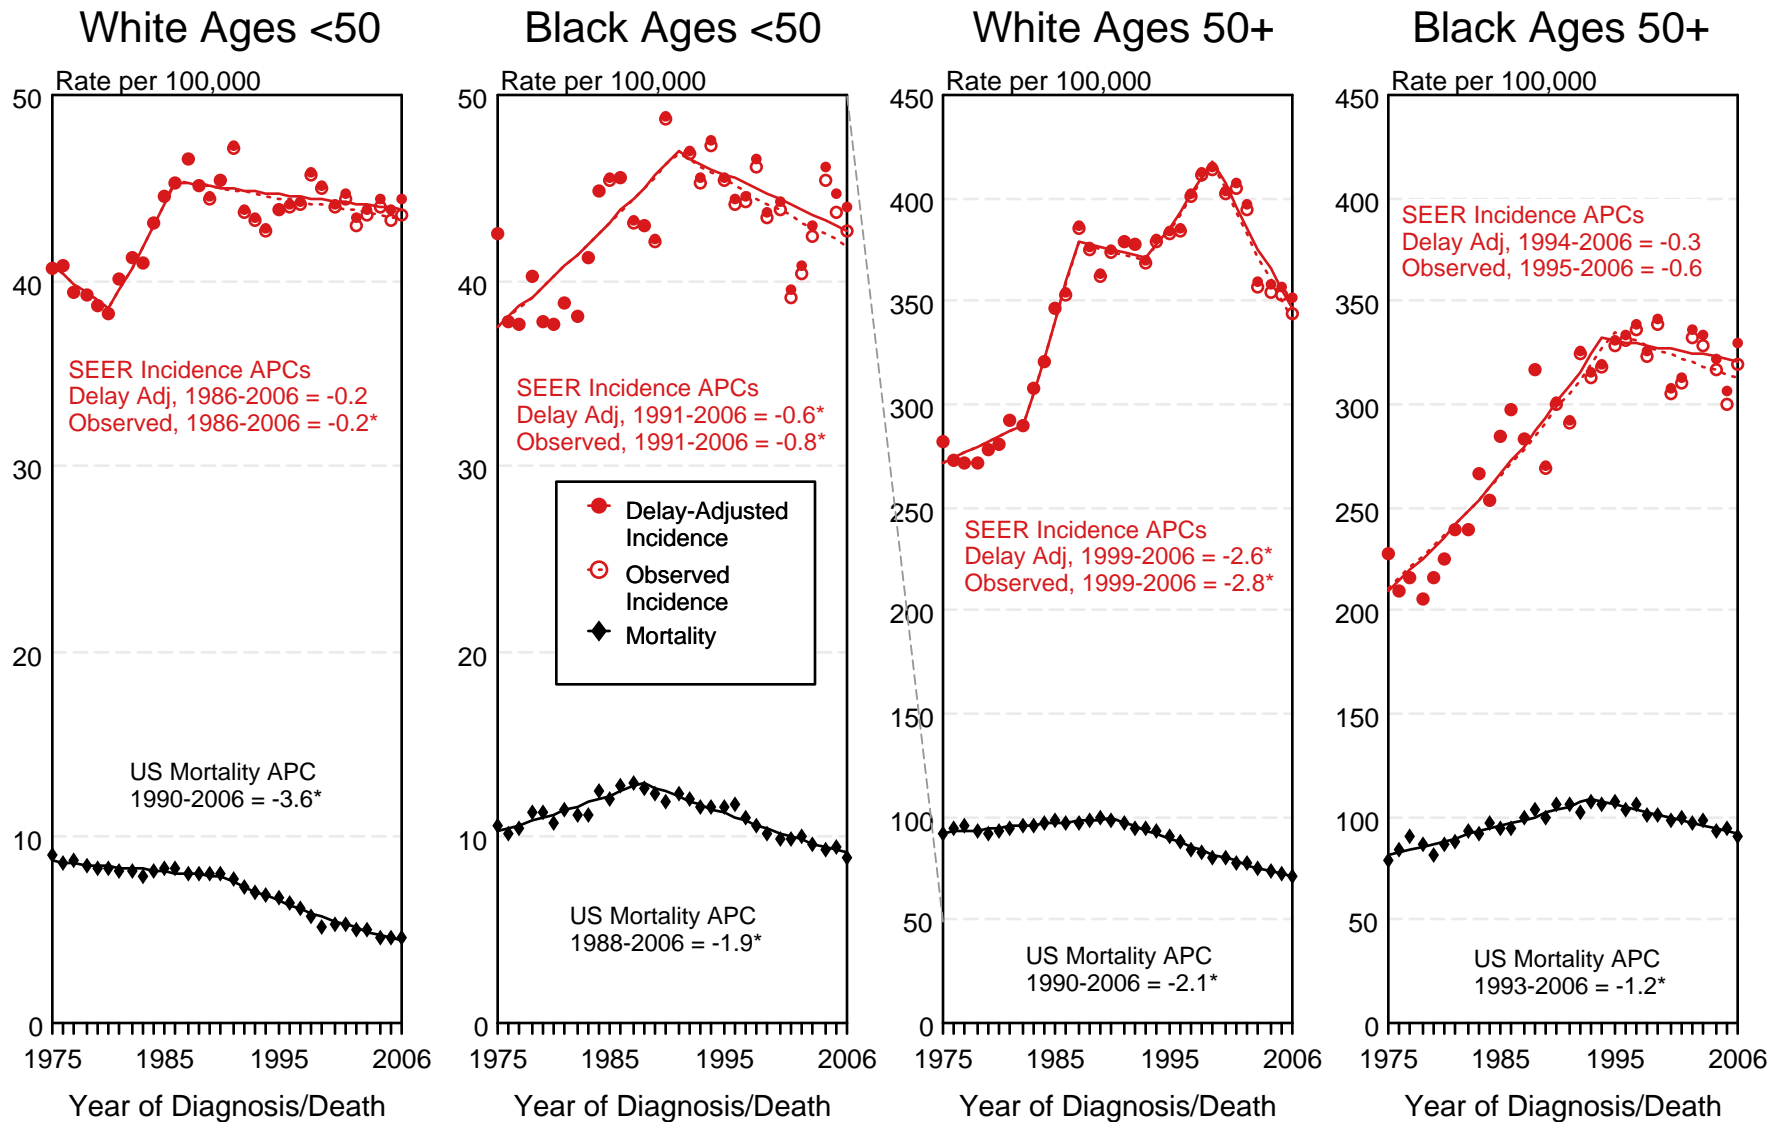 White Ages <50
Rate per 100,000
50
40
30
20
10
0
SEER Incidence APCs
Delay Adj, 1986-2006 = -0.2
Observed, 1986-2006 = -0.2*
US Mortality APC
1990-2006 = -3.6*
1975
1985
1995
2006
Year of Diagnosis/Death
Black Ages <50
Rate per 100,000
50
40
30
20
10
0
SEER Incidence APCs
Delay Adj, 1991-2006 = -0.6*
Observed, 1991-2006 = -0.8*
Delay-Adjusted
Incidence
Observed
Incidence
Mortality
US Mortality APC
1988-2006 = -1.9*
1975
1985
1995
2006
Year of Diagnosis/Death
White Ages 50+
Rate per 100,000
450
400
350
300
250
200
150
100
50
0
SEER Incidence APCs
Delay Adj, 1999-2006 = -2.6*
Observed, 1999-2006 = -2.8*
US Mortality APC
1990-2006 = -2.1*
1975
1985
1995
2006
Year of Diagnosis/Death
Black Ages 50+
Rate per 100,000
450
400
350
300
250
200
150
100
50
0
SEER Incidence APCs
Delay Adj, 1994-2006 = -0.3
Observed, 1995-2006 = -0.6
US Mortality APC
1993-2006 = -1.2*
1975
1985
1995
2006
Year of Diagnosis/Death